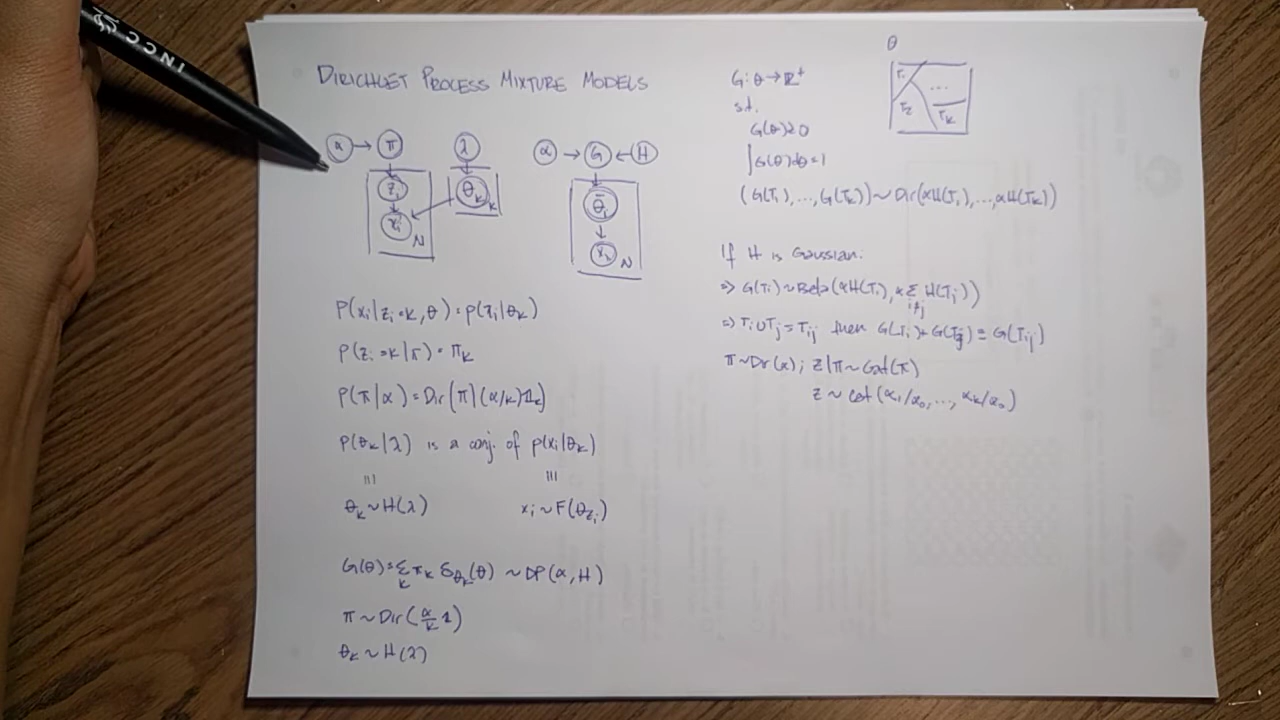 INCC
DIRICHLET PROCESS MIXTURE MODELS
α → π
λ
z_i
θ_k K
x_i N
α → G ← H
θ̄_i
x_i N
P(x_i|z_i=k,θ)=p(z_i|θ_k)
P(z_i=k|π)=π_k
P(π|α)=Dir(π|(α/k)1_k)
P(θ_k|λ) is a conj. of p(x_i|θ_k)
θ_k~H(λ) x_i~F(θ_{z_i})
G(θ)=Σ_k π_k δ_{θ_k}(θ) ~DP(α,H)
π~Dir(α/k 1)
θ_k~H(λ)
G:θ→R⁺
s.t.
G(θ)≥0
∫G(θ)dθ=1
(G(T_1),...,G(T_k))~Dir(αH(T_1),...,αH(T_k))
θ
T_1
...
T_2
T_k
If H is Gaussian:
⇒ G(T_i)~Beta(αH(T_i),α Σ_{i≠j} H(T_j))
⇒ T_i∪T_j=T_ij then G(T_i)+G(T_j)=G(T_ij)
π~Dir(α); z|π~Cat(π)
z~Cat(α_1/α_0,...,α_k/α_0)